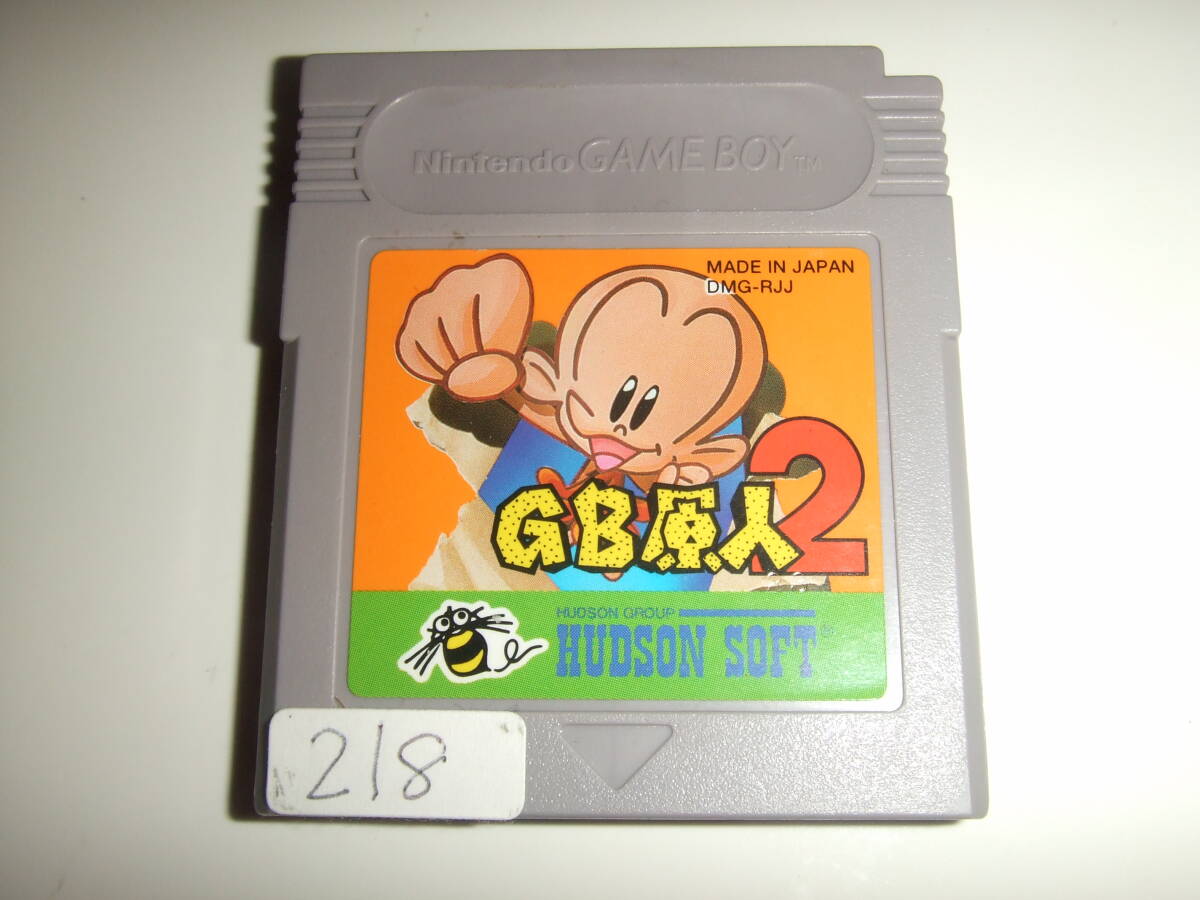 Nintendo GAME BOY TM
MADE IN JAPAN
DMG-RJJ
GB原人2
HUDSON GROUP
HUDSON SOFT®
218